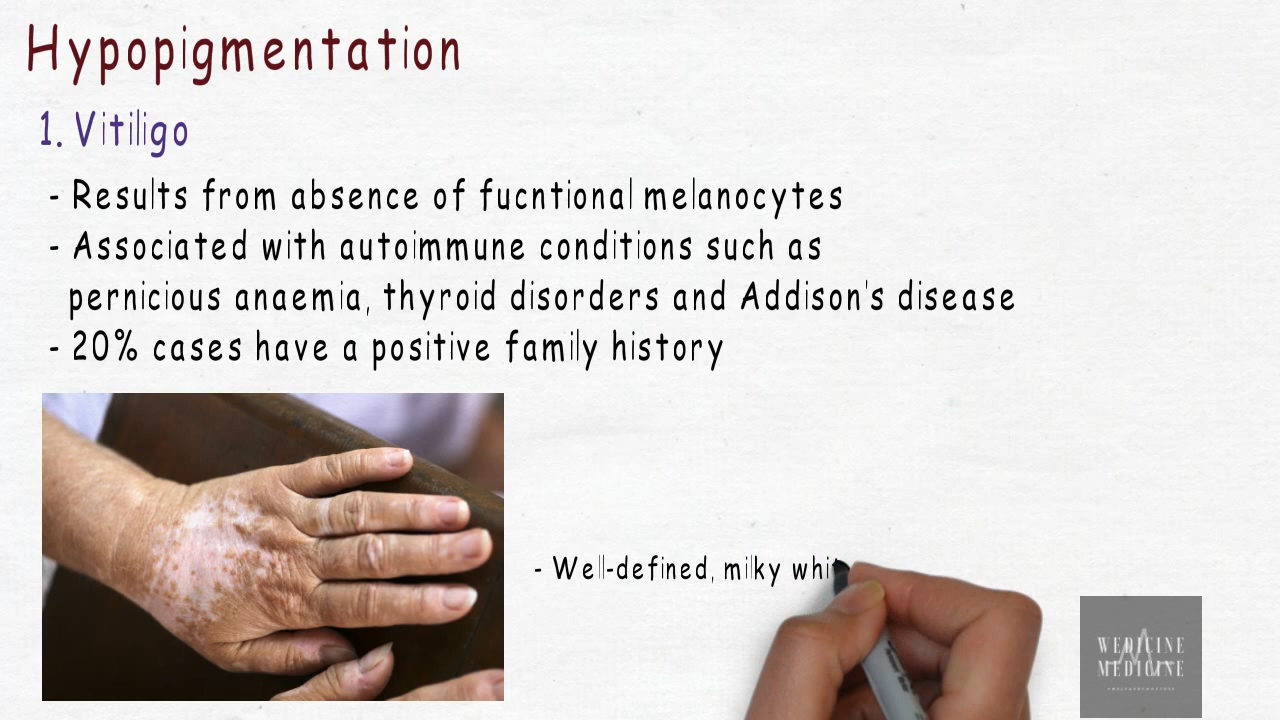 Hypopigmentation
1. Vitiligo
- Results from absence of fucntional melanocytes
- Associated with autoimmune conditions such as
pernicious anaemia, thyroid disorders and Addison's disease
- 20% cases have a positive family history
- Well-defined, milky whi
WEDICINE
MEDICINE